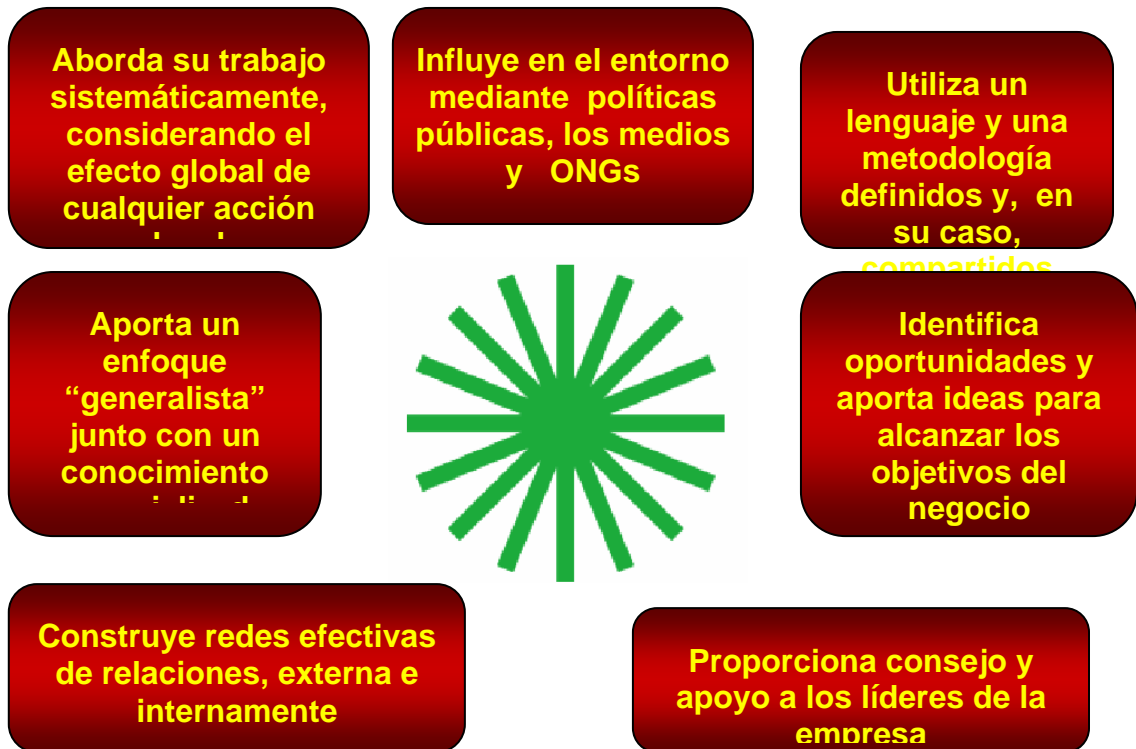 Aborda su trabajo
sistemáticamente,
considerando el
efecto global de
cualquier acción
Influye en el entorno
mediante políticas
públicas, los medios
y ONGs
Utiliza un
lenguaje y una
metodología
definidos y, en
su caso,
compartidos
Aporta un
enfoque
“generalista”
junto con un
conocimiento
Identifica
oportunidades y
aporta ideas para
alcanzar los
objetivos del
negocio
Construye redes efectivas
de relaciones, externa e
internamente
Proporciona consejo y
apoyo a los líderes de la
empresa